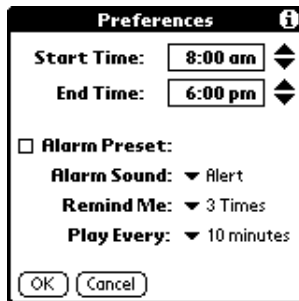 Preferences
Start Time: 8:00 am
End Time: 6:00 pm
Alarm Preset:
Alarm Sound: Alert
Remind Me: 3 Times
Play Every: 10 minutes
OK Cancel